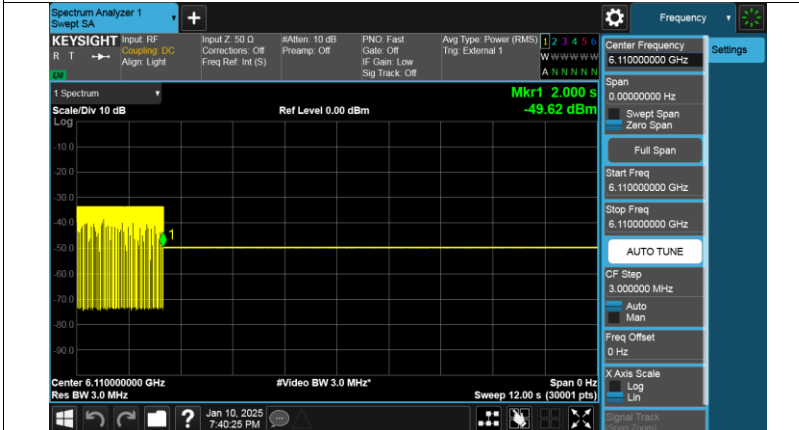 Spectrum Analyzer 1
Swept SA
+
Frequency
KEYSIGHT
R T
LXI
Input: RF
Coupling: DC
Align: Light
Input Z: 50 Ω
Corrections: Off
Freq Ref: Int (S)
#Atten: 10 dB
Preamp: Off
PNO: Fast
Gate: Off
IF Gain: Low
Sig Track: Off
Avg Type: Power (RMS)
Trig: External 1
1 2 3 4 5 6
W W W W W W
A N N N N N
1 Spectrum
Mkr1 2.000 s
Scale/Div 10 dB
Ref Level 0.00 dBm
-49.62 dBm
Log
-10.0
-20.0
-30.0
-40.0
1
-50.0
-60.0
-70.0
-80.0
-90.0
Center 6.110000000 GHz
#Video BW 3.0 MHz*
Span 0 Hz
Res BW 3.0 MHz
Sweep 12.00 s (30001 pts)
Center Frequency
6.110000000 GHz
Settings
Span
0.00000000 Hz
Swept Span
Zero Span
Full Span
Start Freq
6.110000000 GHz
Stop Freq
6.110000000 GHz
AUTO TUNE
CF Step
3.000000 MHz
Auto
Man
Freq Offset
0 Hz
X Axis Scale
Log
Lin
Signal Track
(Span Zoom)
?
Jan 10, 2025
7:40:25 PM